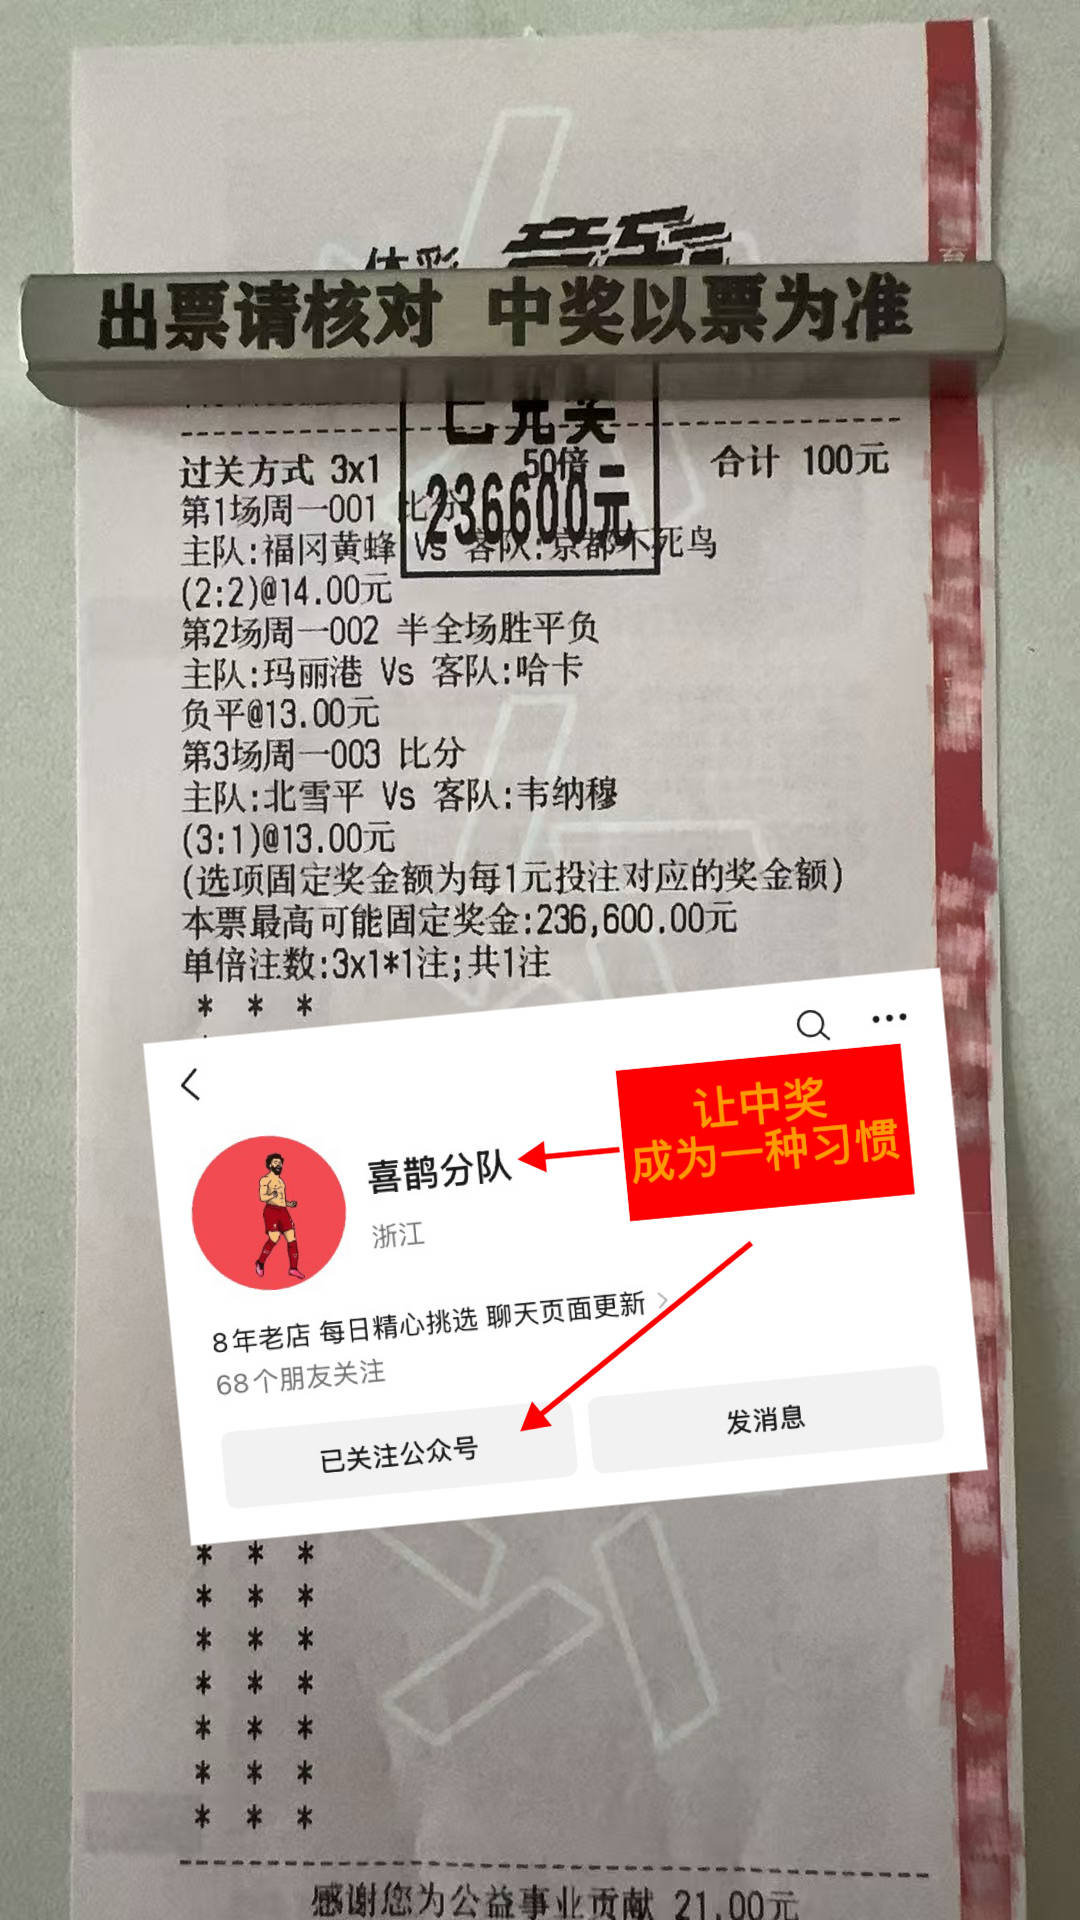 体彩 竞彩
出票请核对 中奖以票为准
已兑奖
236600元
过关方式 3x1 50倍 合计 100元
第1场周一001 比分
主队:福冈黄蜂 Vs 客队:京都不死鸟
(2:2)@14.00元
第2场周一002 半全场胜平负
主队:玛丽港 Vs 客队:哈卡
负平@13.00元
第3场周一003 比分
主队:北雪平 Vs 客队:韦纳穆
(3:1)@13.00元
(选项固定奖金额为每1元投注对应的奖金额)
本票最高可能固定奖金:236,600.00元
单倍注数:3x1*1注;共1注
* * *
让中奖
成为一种习惯
喜鹊分队
浙江
8年老店 每日精心挑选 聊天页面更新
68个朋友关注
已关注公众号
发消息
* * *
* * *
* * *
* * *
* * *
* * *
* * *
感谢您为公益事业贡献 21.00元